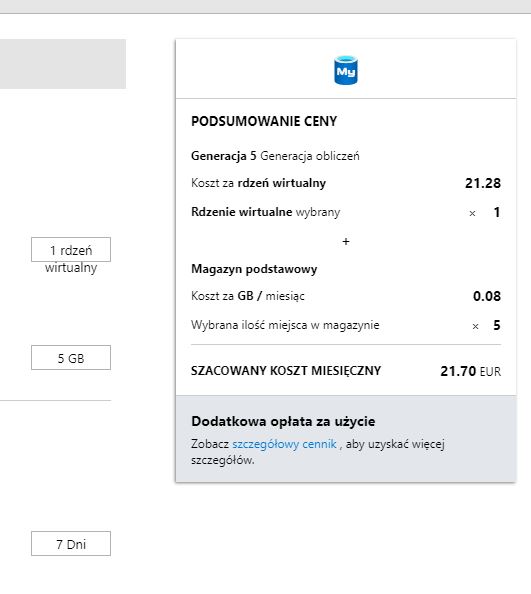 My
PODSUMOWANIE CENY
Generacja 5 Generacja obliczeń
Koszt za rdzeń wirtualny 21.28
Rdzenie wirtualne wybrany × 1
+
Magazyn podstawowy
Koszt za GB / miesiąc 0.08
Wybrana ilość miejsca w magazynie × 5
SZACOWANY KOSZT MIESIĘCZNY 21.70 EUR
Dodatkowa opłata za użycie
Zobacz szczegółowy cennik , aby uzyskać więcej
szczegółów.
1 rdzeń
wirtualny
5 GB
7 Dni